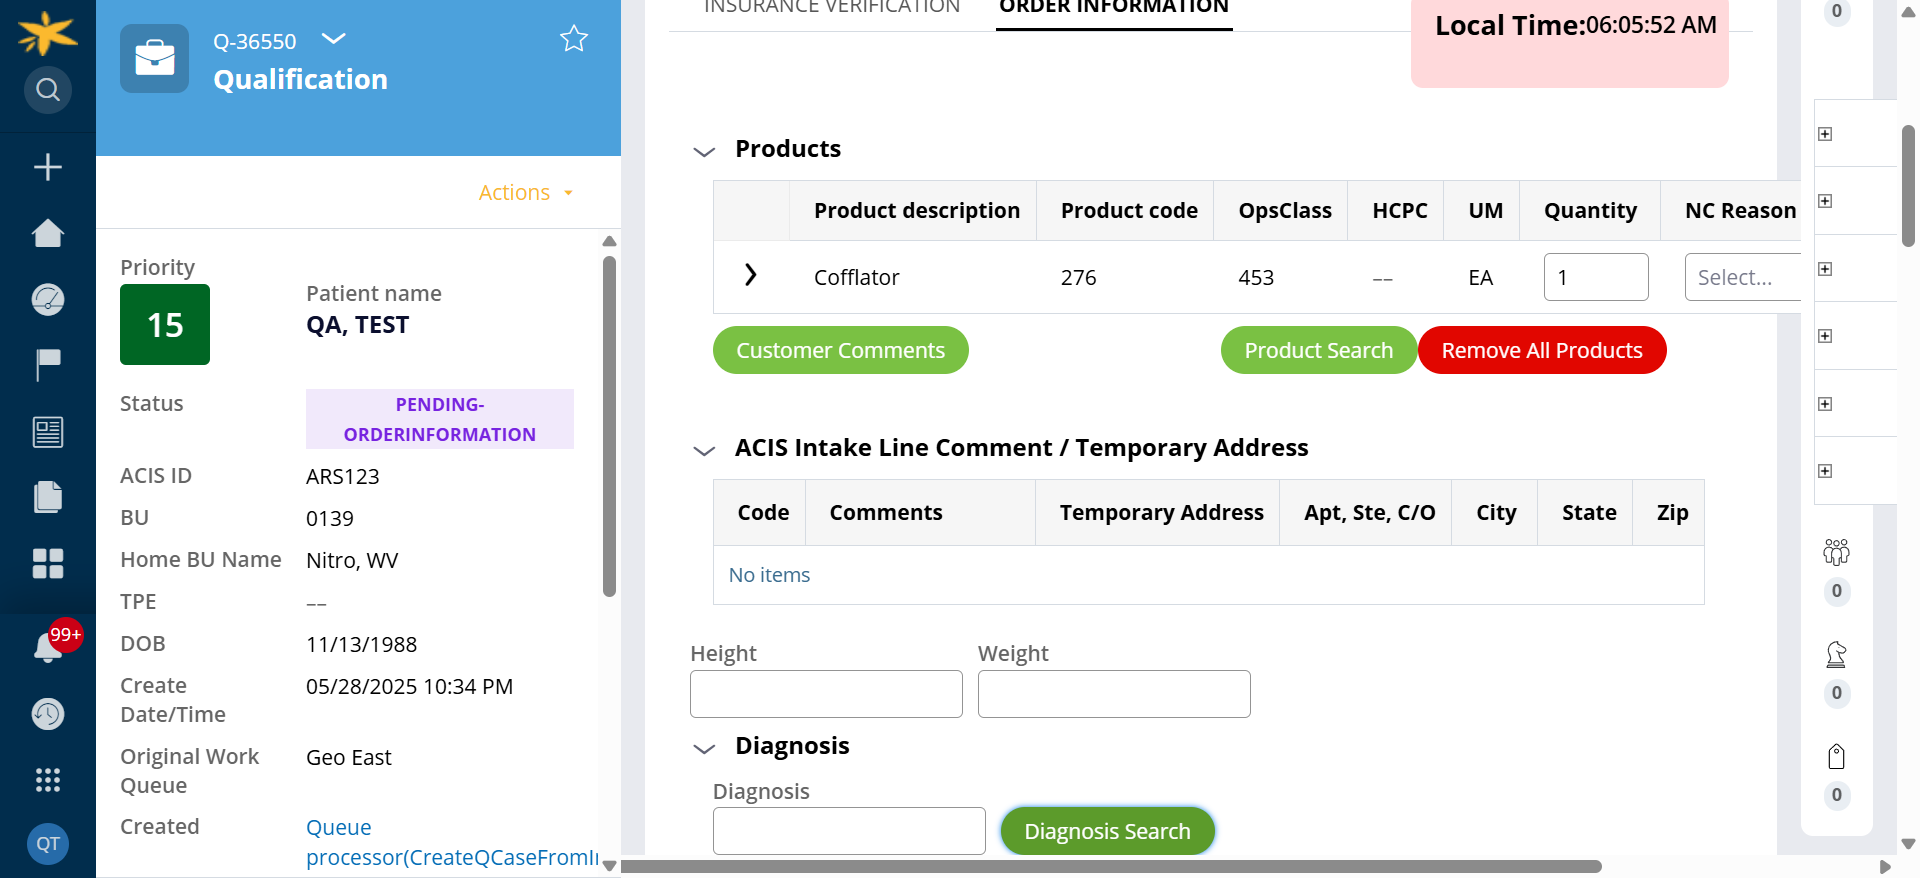 Q-36550
Qualification
Actions
Priority
15
Patient name
QA, TEST
Status
PENDING-
ORDERINFORMATION
ACIS ID
ARS123
BU
0139
Home BU Name
Nitro, WV
TPE
––
DOB
11/13/1988
Create
Date/Time
05/28/2025 10:34 PM
Original Work
Queue
Geo East
Created
Queue
processor(CreateQCaseFromI
99+
QT
INSURANCE VERIFICATION
ORDER INFORMATION
Local Time:06:05:52 AM
Products
Product description Product code OpsClass HCPC UM Quantity NC Reason
Cofflator 276 453 –– EA 1 Select...
Customer Comments
Product Search
Remove All Products
ACIS Intake Line Comment / Temporary Address
Code Comments Temporary Address Apt, Ste, C/O City State Zip
No items
Height
Weight
Diagnosis
Diagnosis
Diagnosis Search
0
0
0
0